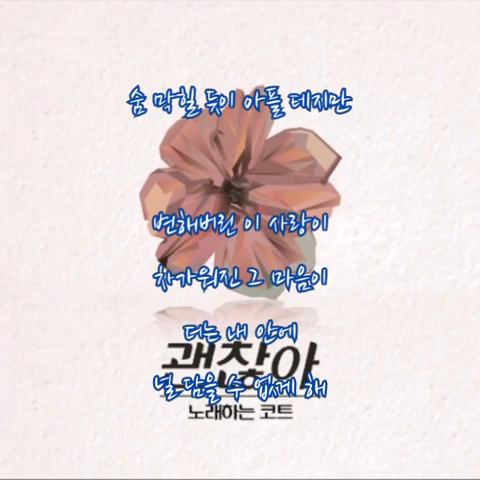 숨 막힐 듯이 아플 테지만
변해버린 이 사랑이
차가워진 그 마음이
더는 내 안에
괜찮아
널 담을 수 없게 해
노래하는 코트